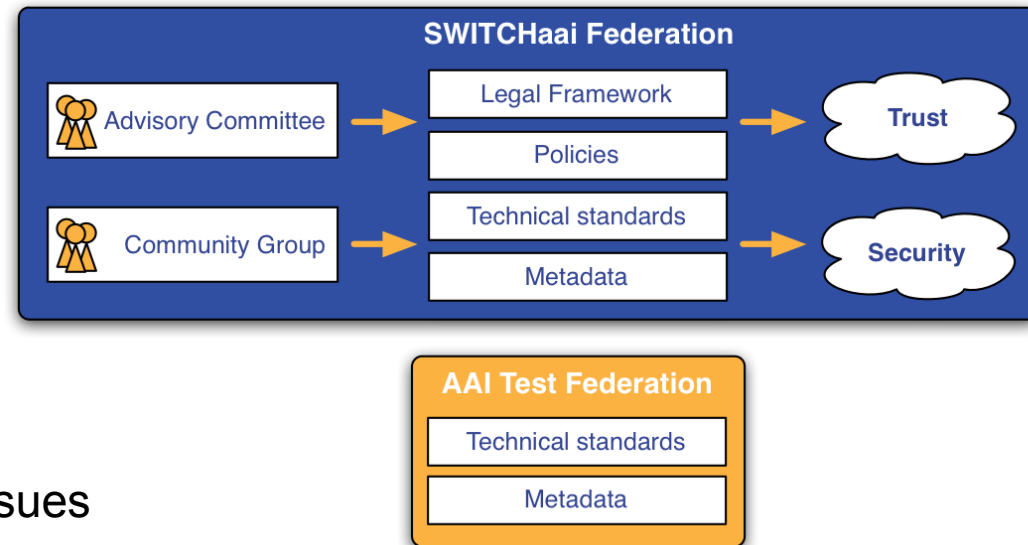 SWITCHaai Federation
Advisory Committee
Legal Framework
Policies
Trust
Community Group
Technical standards
Metadata
Security
AAI Test Federation
Technical standards
Metadata